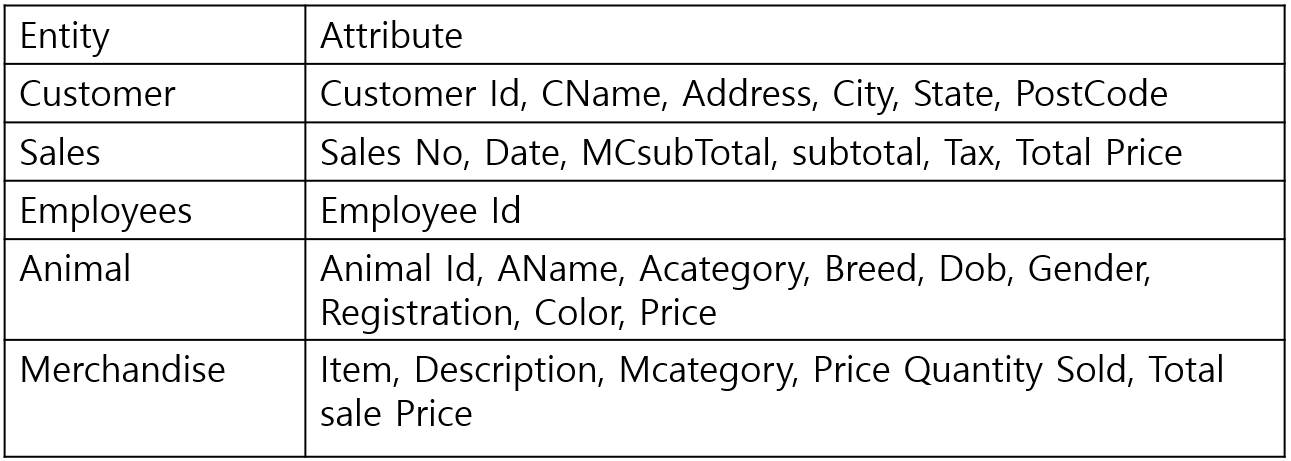 Entity Attribute
Customer Customer Id, CName, Address, City, State, PostCode
Sales Sales No, Date, MCsubTotal, subtotal, Tax, Total Price
Employees Employee Id
Animal Animal Id, AName, Acategory, Breed, Dob, Gender,
Registration, Color, Price
Merchandise Item, Description, Mcategory, Price Quantity Sold, Total
sale Price